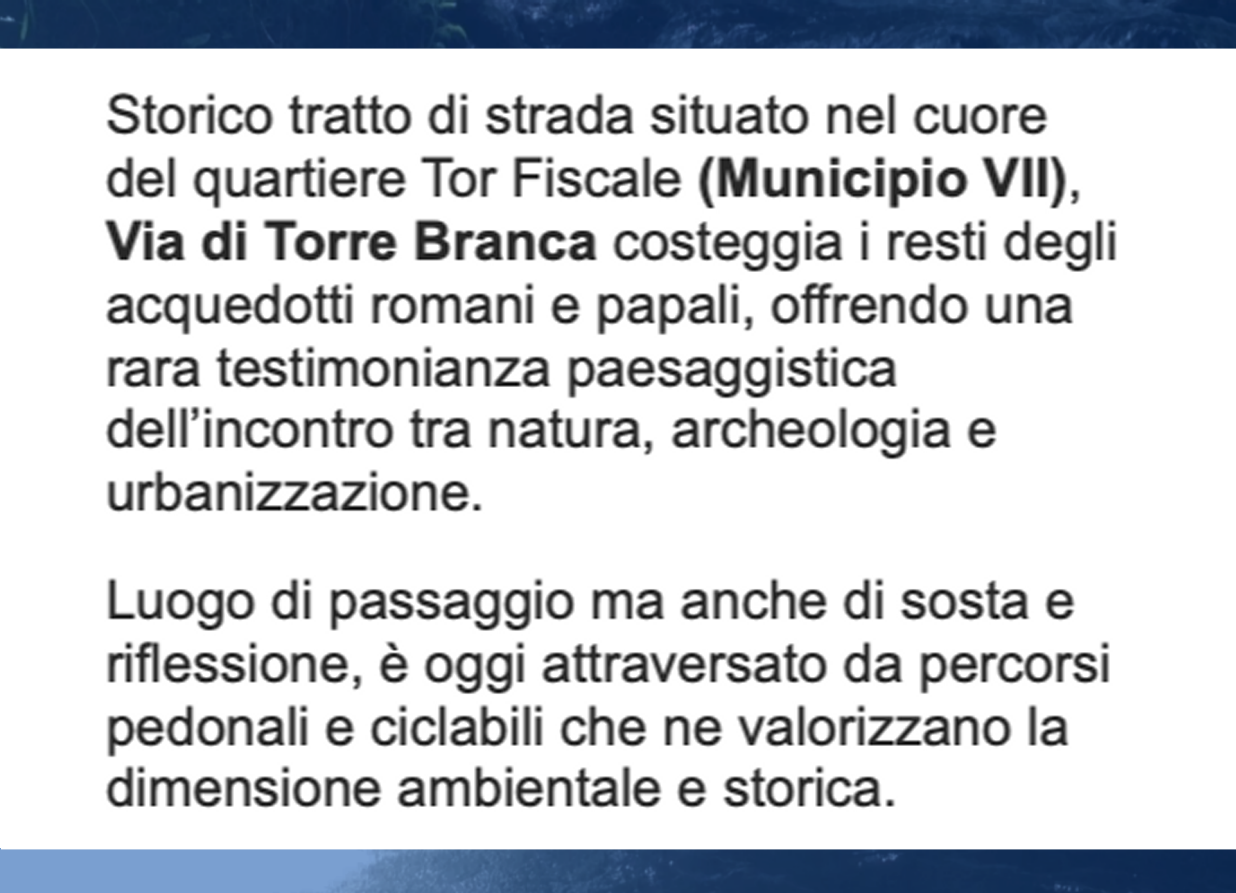 Storico tratto di strada situato nel cuore
del quartiere Tor Fiscale (Municipio VII),
Via di Torre Branca costeggia i resti degli
acquedotti romani e papali, offrendo una
rara testimonianza paesaggistica
dell’incontro tra natura, archeologia e
urbanizzazione.
Luogo di passaggio ma anche di sosta e
riflessione, è oggi attraversato da percorsi
pedonali e ciclabili che ne valorizzano la
dimensione ambientale e storica.